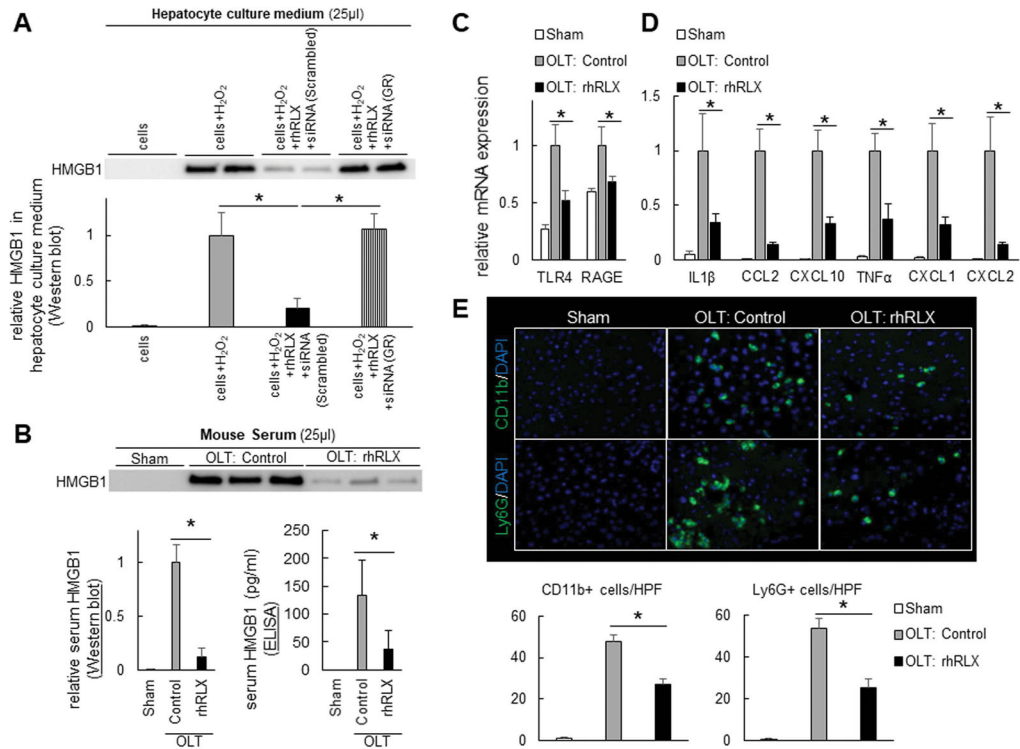 A
Hepatocyte culture medium (25µl)
cells
cells+H2O2
cells+H2O2
+rhRLX
+siRNA(Scrambled)
cells+H2O2
+rhRLX
+siRNA(GR)
HMGB1
relative HMGB1 in
hepatocyte culture medium
(Western blot)
1
0.5
0
*
*
cells
cells+H2O2
cells+H2O2
+rhRLX
+siRNA
(Scrambled)
cells+H2O2
+rhRLX
+siRNA(GR)
B
Mouse Serum (25µl)
Sham
OLT: Control
OLT: rhRLX
HMGB1
relative serum HMGB1
(Western blot)
1
0.5
0
*
Sham
Control
rhRLX
OLT
serum HMGB1 (pg/ml)
(ELISA)
250
200
150
100
50
0
*
Sham
Control
rhRLX
OLT
C
Sham
OLT: Control
OLT: rhRLX
relative mRNA expression
1.5
1
0.5
0
*
*
TLR4
RAGE
D
Sham
OLT: Control
OLT: rhRLX
1.5
1
0.5
0
*
*
*
*
*
*
IL1β
CCL2
CXCL10
TNFα
CXCL1
CXCL2
E
Sham
OLT: Control
OLT: rhRLX
CD11b/DAPI
Ly6G/DAPI
CD11b+ cells/HPF
60
40
20
0
*
Ly6G+ cells/HPF
60
40
20
0
*
Sham
OLT: Control
OLT: rhRLX